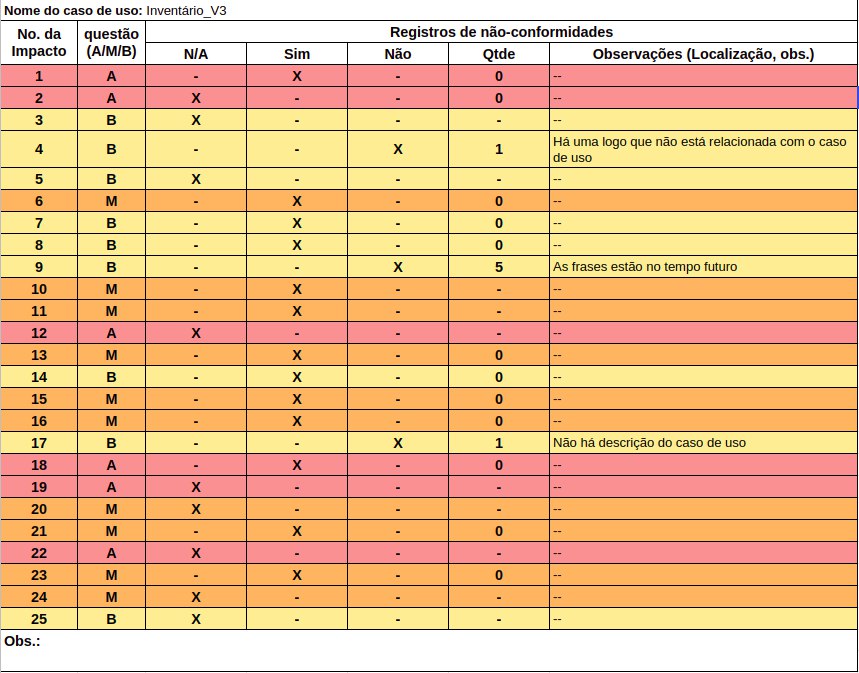 Nome do caso de uso: Inventário_V3
No. da Impacto questão (A/M/B) Registros de não-conformidades
N/A Sim Não Qtde Observações (Localização, obs.)
1 A - X - 0 --
2 A X - - 0 --
3 B X - - - --
4 B - - X 1 Há uma logo que não está relacionada com o caso
de uso
5 B X - - - --
6 M - X - 0 --
7 B - X - 0 --
8 B - X - 0 --
9 B - - X 5 As frases estão no tempo futuro
10 M - X - - --
11 M - X - - --
12 A X - - - --
13 M - X - 0 --
14 B - X - 0 --
15 M - X - 0 --
16 M - X - 0 --
17 B - - X 1 Não há descrição do caso de uso
18 A - X - 0 --
19 A X - - - --
20 M X - - - --
21 M - X - 0 --
22 A X - - - --
23 M - X - 0 --
24 M X - - - --
25 B X - - - --
Obs.: